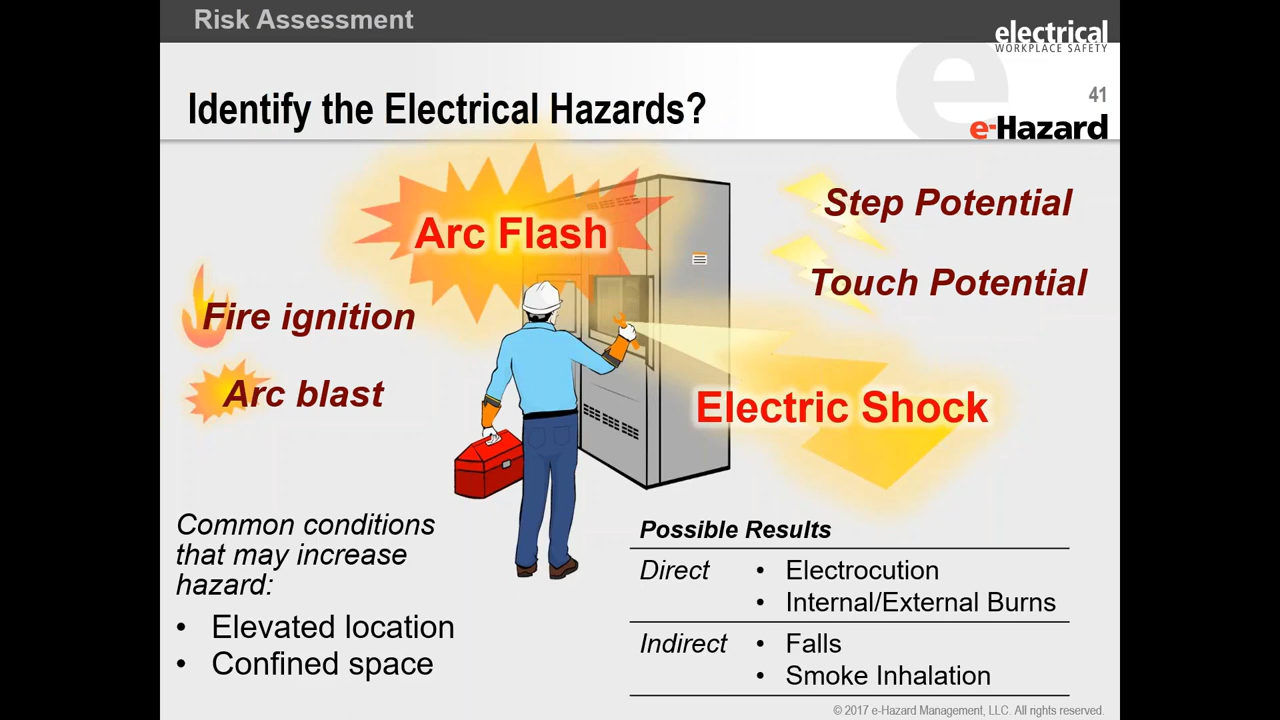 Risk Assessment
electrical
WORKPLACE SAFETY
Identify the Electrical Hazards?
41
e-Hazard
Arc Flash
Step Potential
Touch Potential
Fire ignition
Arc blast
Electric Shock
Common conditions
that may increase
hazard:
• Elevated location
• Confined space
Possible Results
Direct • Electrocution
• Internal/External Burns
Indirect • Falls
• Smoke Inhalation
© 2017 e-Hazard Management, LLC. All rights reserved.